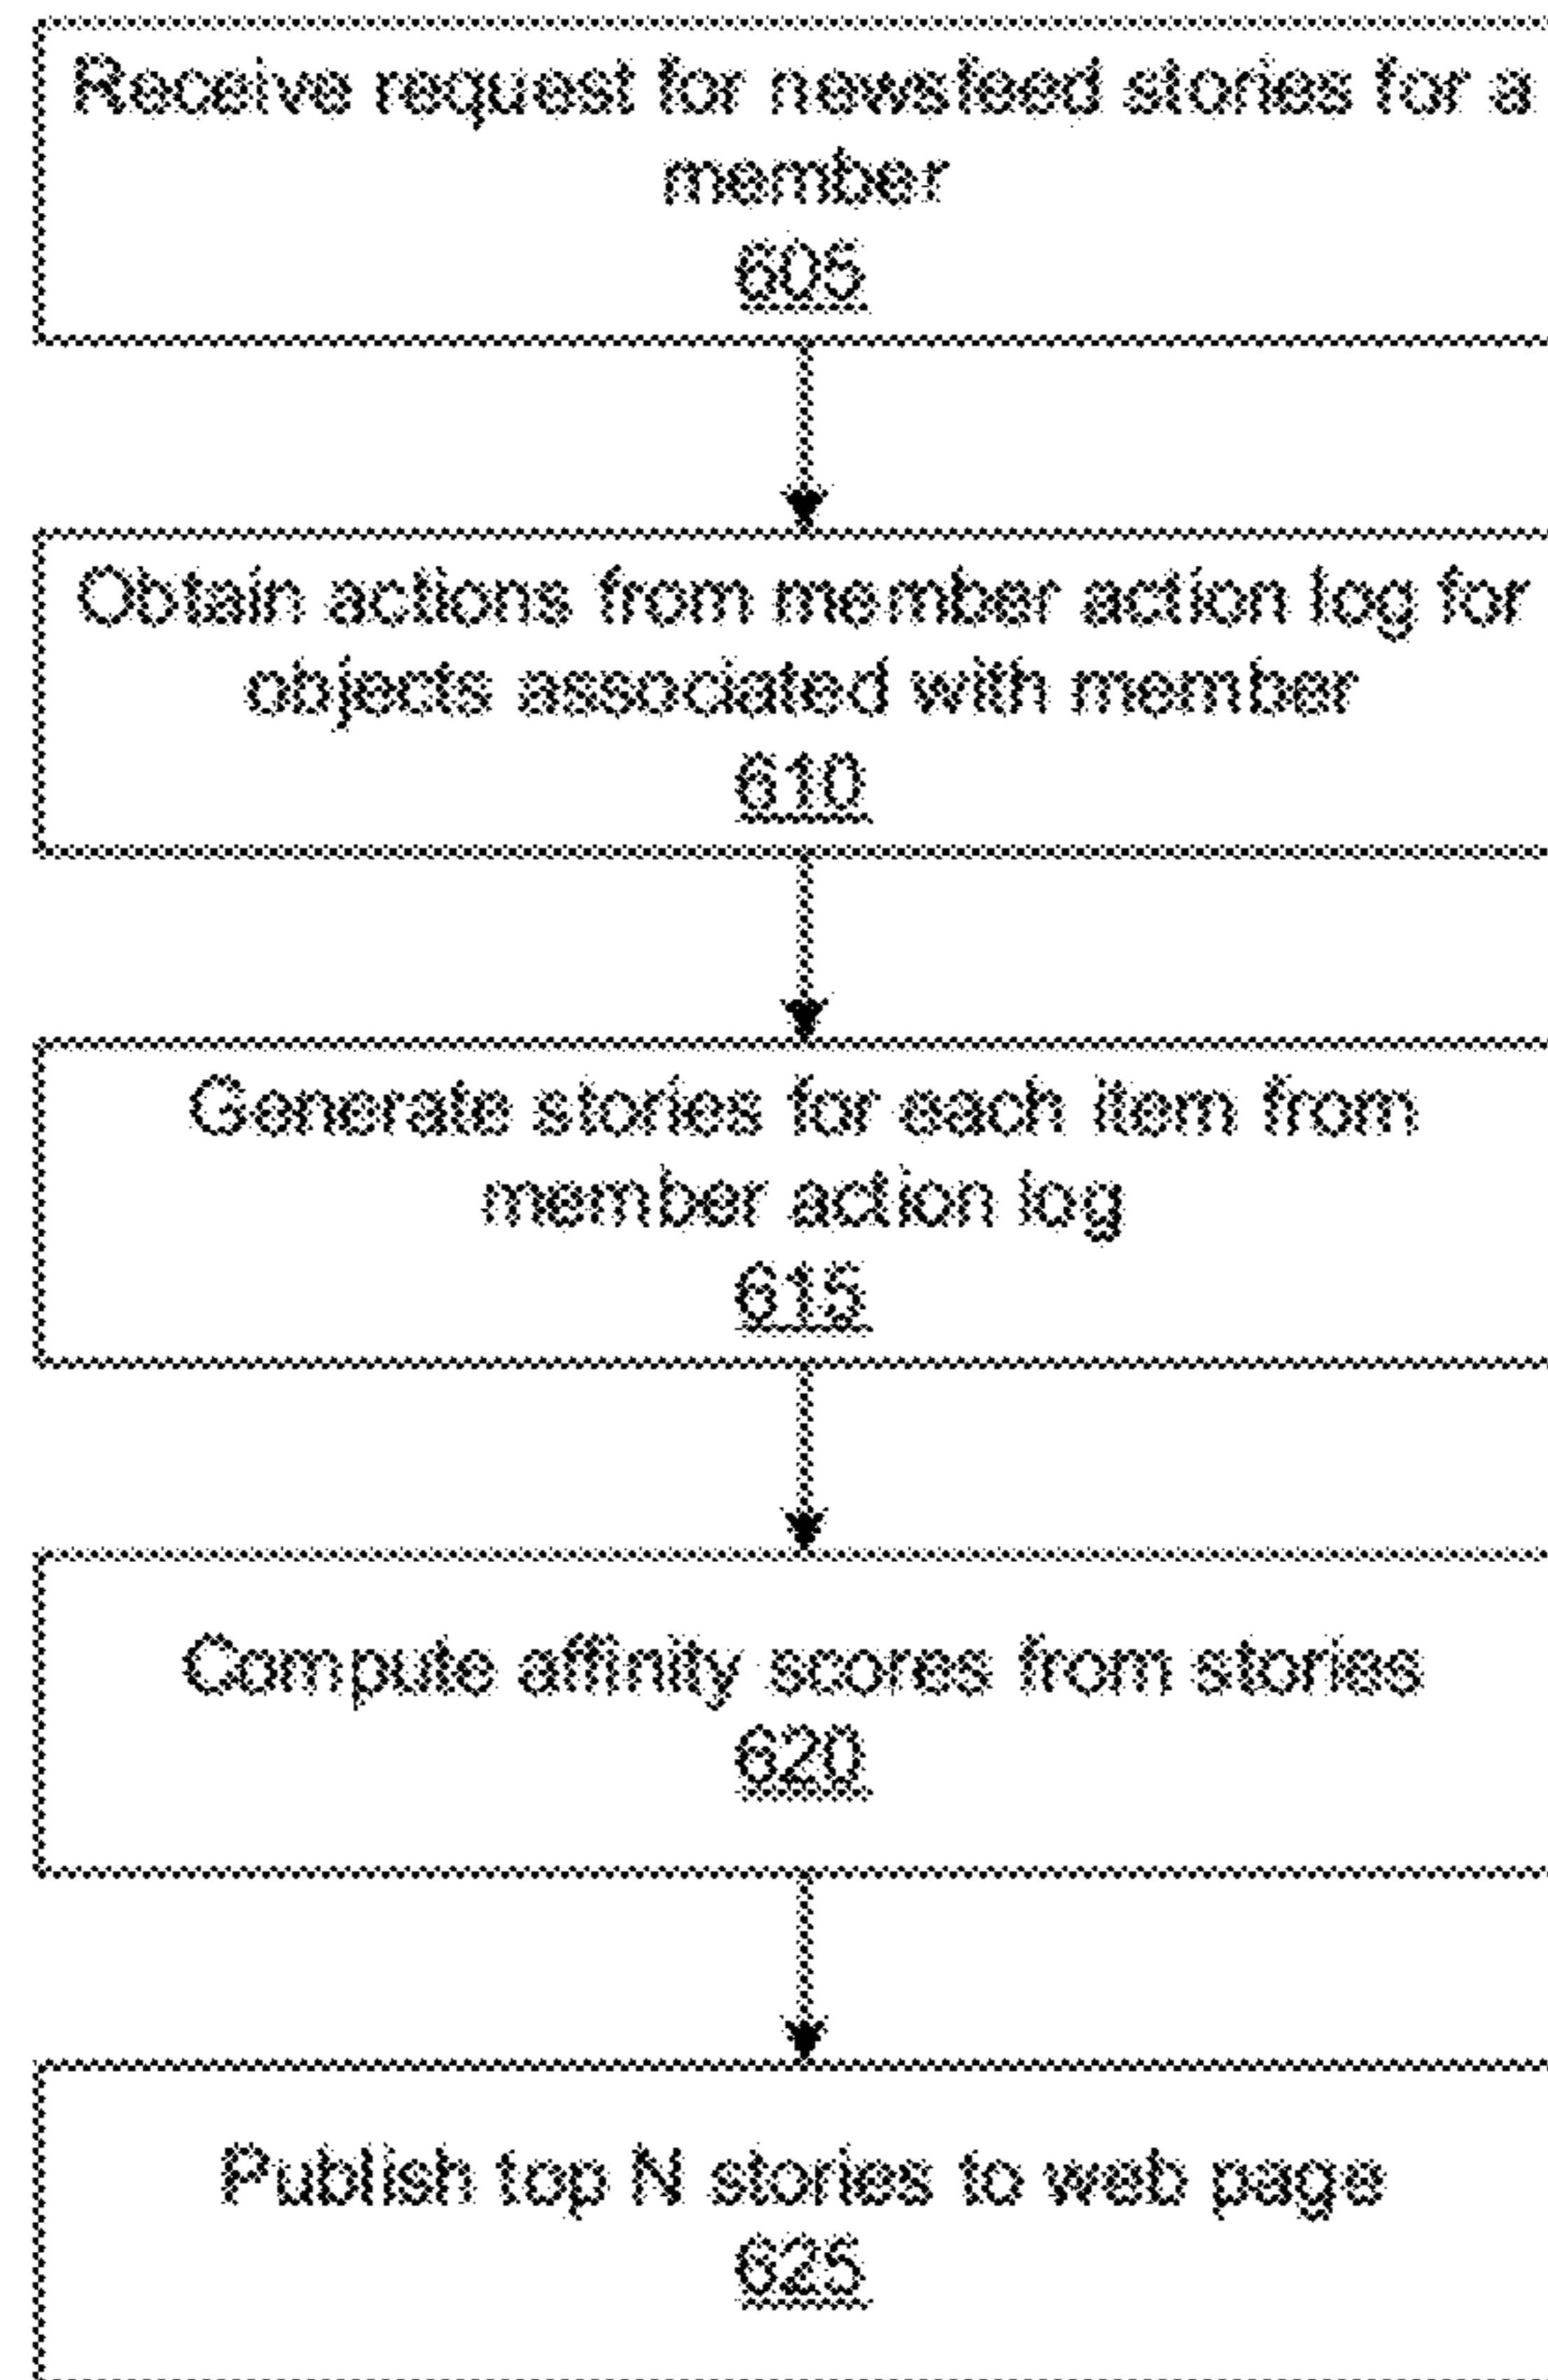 Receive request for newsfeed stories for a
member
605
Obtain actions from member action log for
objects associated with member
610
Generate stories for each item from
member action log
615
Compute affinity scores from stories
620
Publish top N stories to web page
625